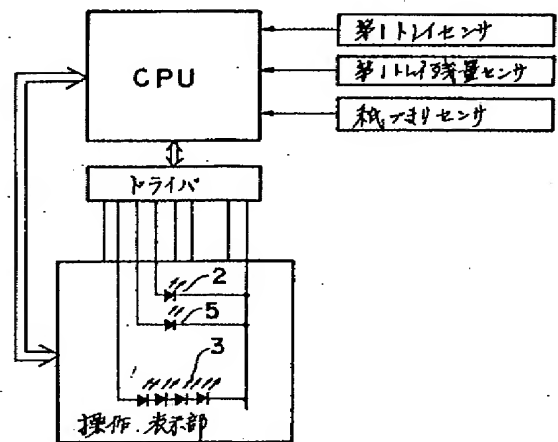 CPU
第1トレイセンサ
第1トレイ残量センサ
紙づまりセンサ
ドライバ
2
5
3
操作.表示部